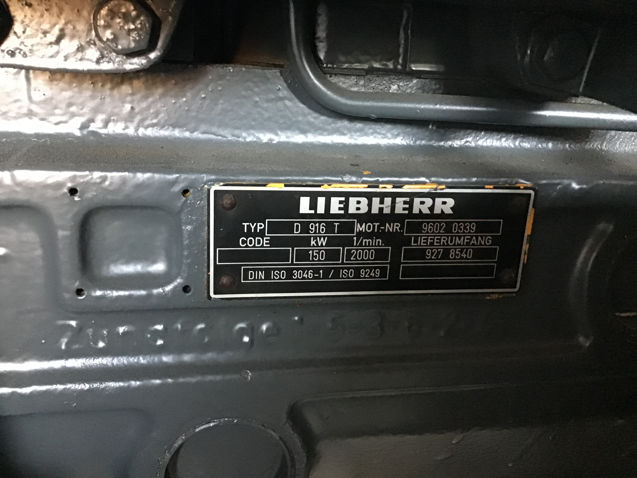 LIEBHERR
TYP D 916 T MOT.-NR. 9602 0339
CODE kW 1/min. LIEFERUMFANG
150 2000 927 8540
DIN ISO 3046-1 / ISO 9249